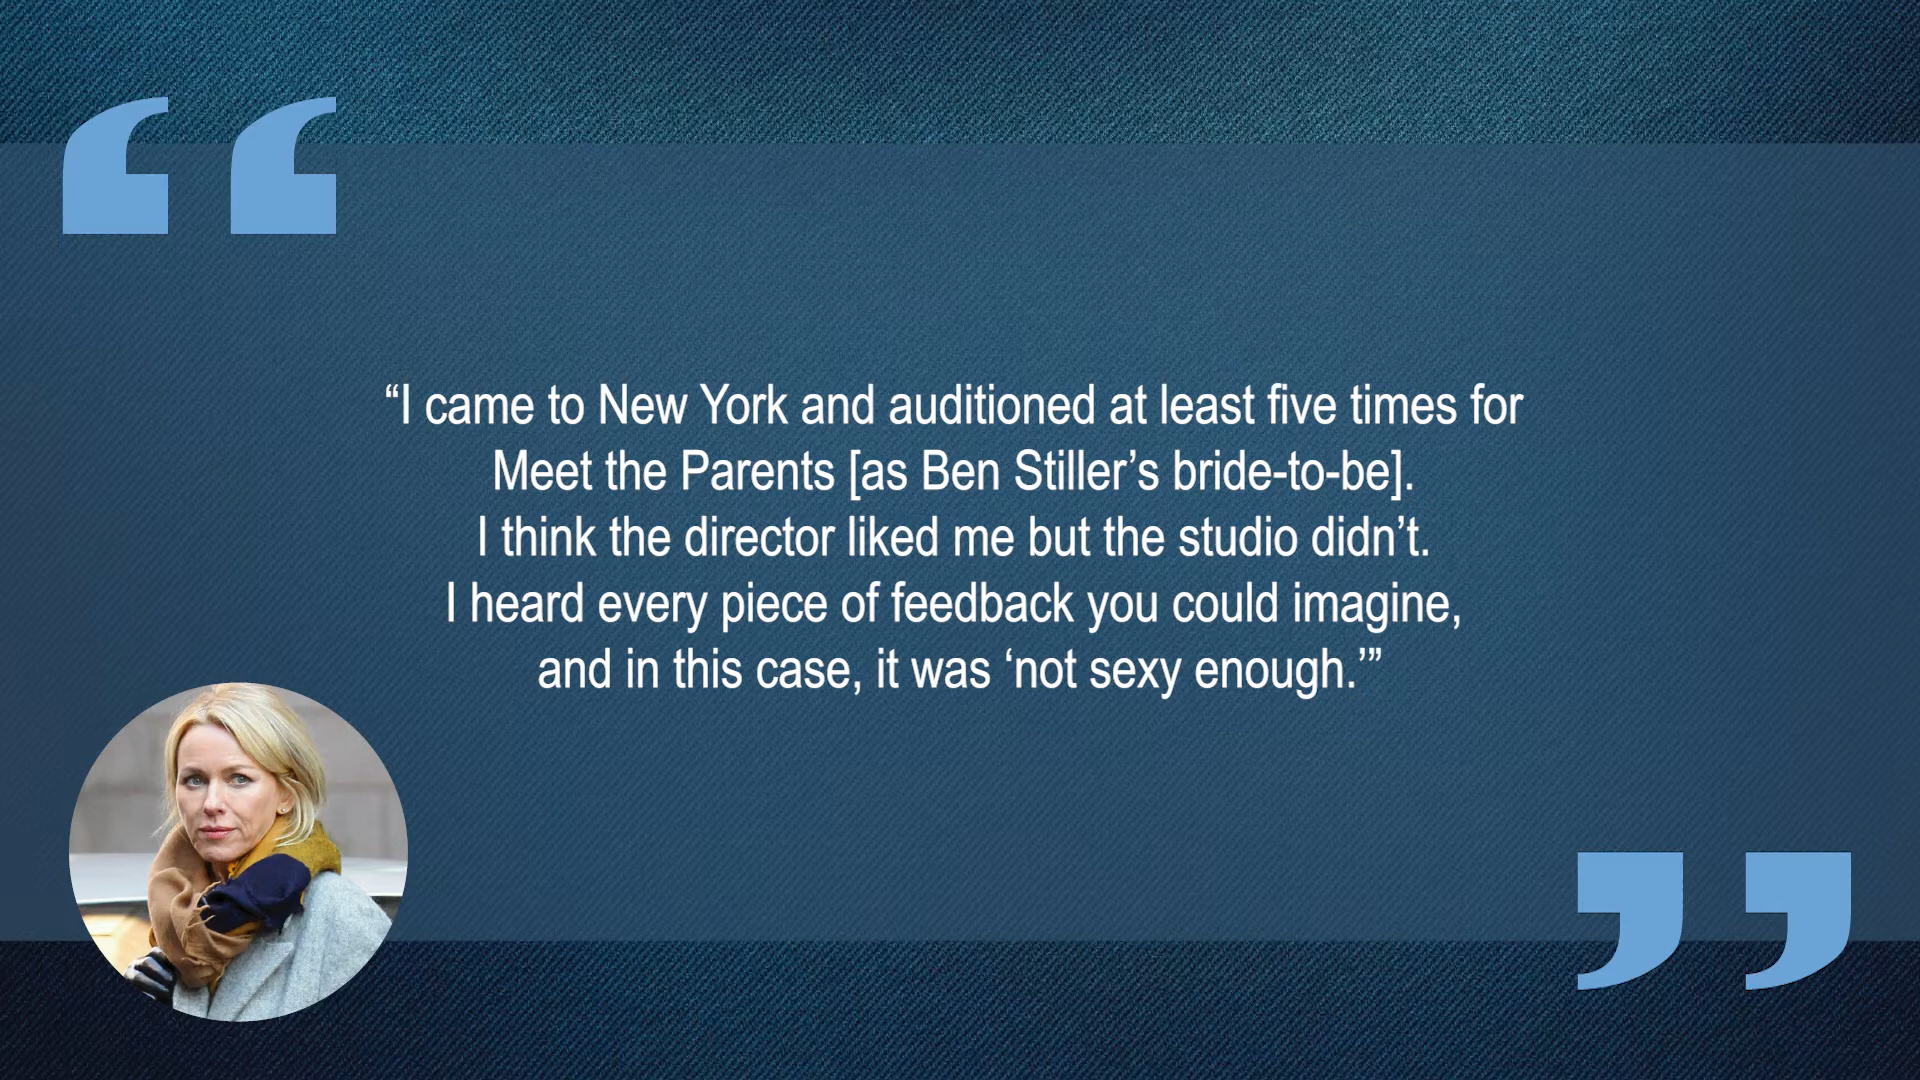 “I came to New York and auditioned at least five times for
Meet the Parents [as Ben Stiller’s bride-to-be].
I think the director liked me but the studio didn’t.
I heard every piece of feedback you could imagine,
and in this case, it was ‘not sexy enough.’”